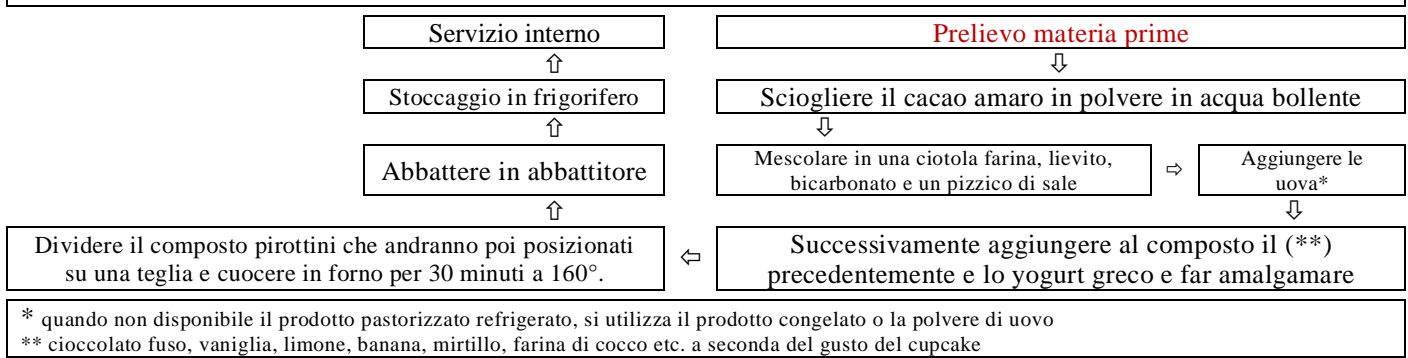 Servizio interno
Prelievo materia prime
Stoccaggio in frigorifero
Sciogliere il cacao amaro in polvere in acqua bollente
Abbattere in abbattitore
Mescolare in una ciotola farina, lievito,
bicarbonato e un pizzico di sale
Aggiungere le
uova*
Dividere il composto pirottini che andranno poi posizionati
su una teglia e cuocere in forno per 30 minuti a 160°.
Successivamente aggiungere al composto il (**)
precedentemente e lo yogurt greco e far amalgamare
* quando non disponibile il prodotto pastorizzato refrigerato, si utilizza il prodotto congelato o la polvere di uovo
** cioccolato fuso, vaniglia, limone, banana, mirtillo, farina di cocco etc. a seconda del gusto del cupcake